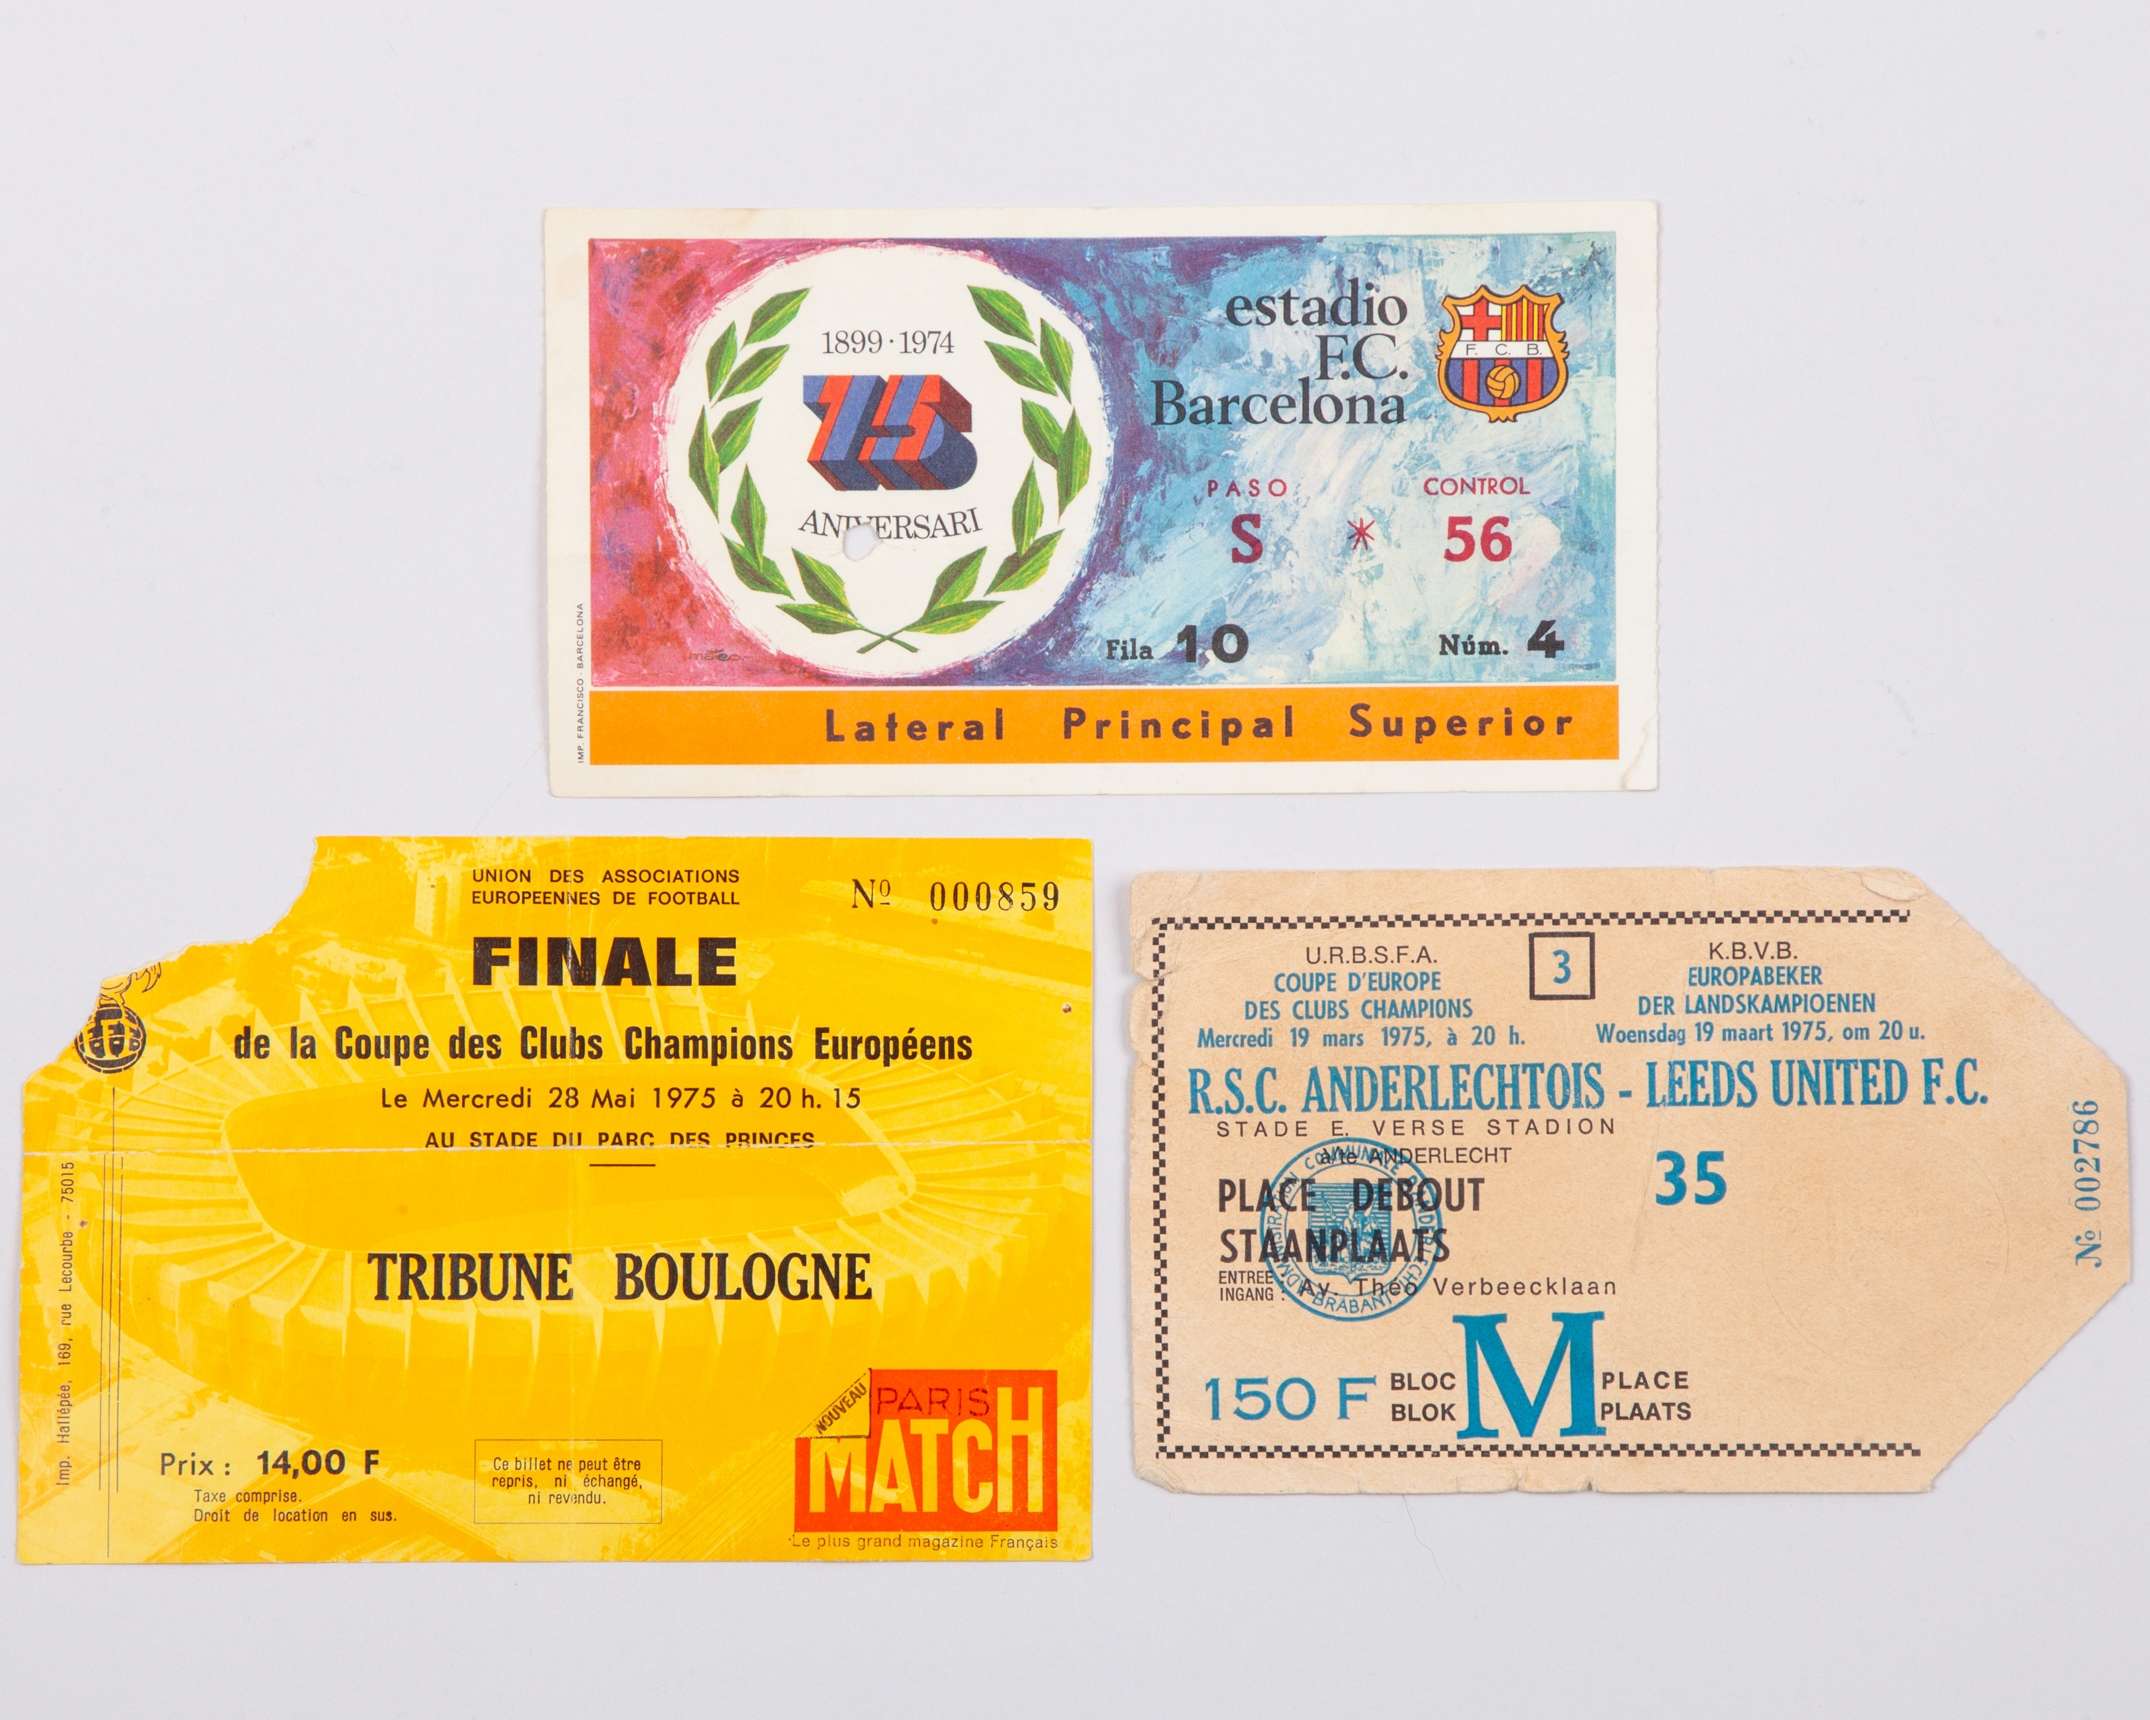 1899·1974
75
ANIVERSARI
estadio
F.C.
Barcelona
F. C. B.
PASO
CONTROL
S * 56
Fila 10
Núm. 4
Lateral Principal Superior
IMP. FRANCISCO - BARCELONA
UNION DES ASSOCIATIONS
EUROPEENNES DE FOOTBALL
Nº 000859
FINALE
de la Coupe des Clubs Champions Européens
Le Mercredi 28 Mai 1975 à 20 h. 15
AU STADE DU PARC DES PRINCES
TRIBUNE BOULOGNE
Prix : 14,00 F
Taxe comprise.
Droit de location en sus.
Ce billet ne peut être
repris, ni échangé,
ni revendu.
NOUVEAU
PARIS
MATCH
Le plus grand magazine Français
Imp. Hallépée, 169, rue Lecourbe - 75015
U.R.B.S.F.A.
COUPE D'EUROPE
DES CLUBS CHAMPIONS
Mercredi 19 mars 1975, à 20 h.
3
K.B.V.B.
EUROPABEKER
DER LANDSKAMPIOENEN
Woensdag 19 maart 1975, om 20 u.
R.S.C. ANDERLECHTOIS - LEEDS UNITED F.C.
STADE E. VERSE STADION
à/te ANDERLECHT
PLACE DEBOUT
STAANPLAATS
35
ENTREE
INGANG : Av. Théo Verbeecklaan
150 F
BLOC
BLOK
M
PLACE
PLAATS
Nº 002786
BRABANT